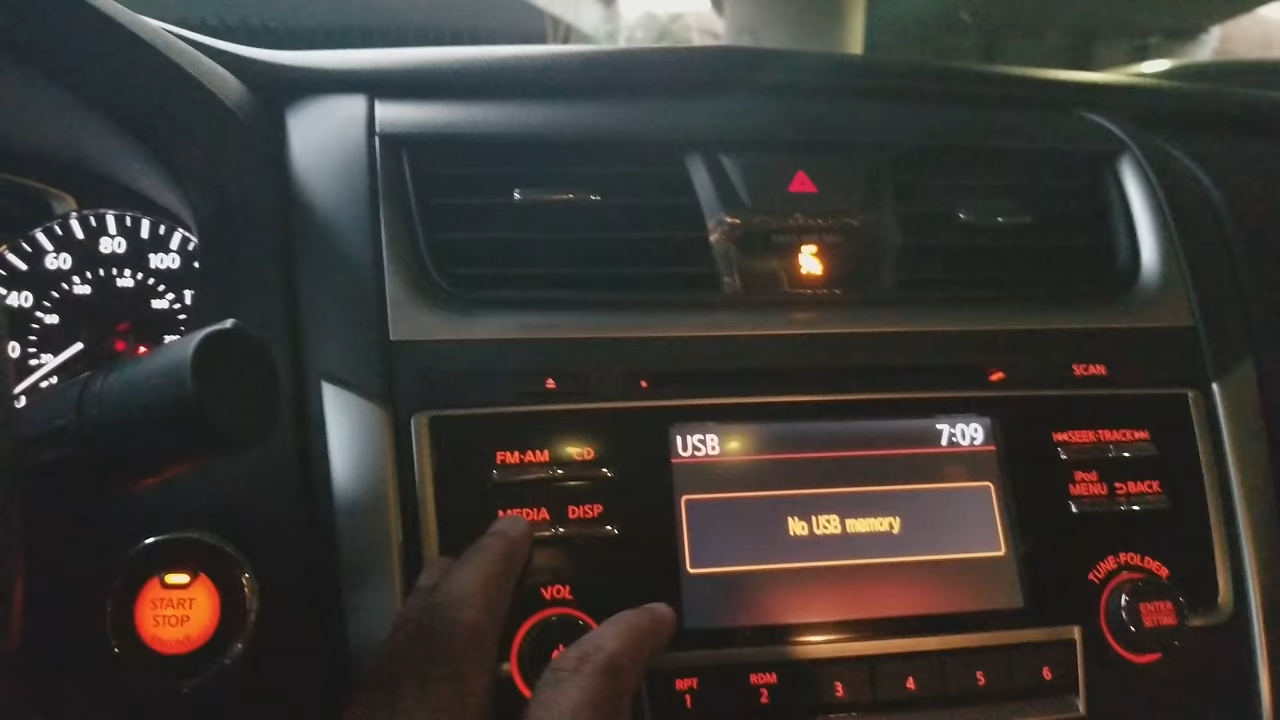 40
60
80
100
0
SCAN
FM·AM
CD
USB
7:09
SEEK·TRACK
iPod
MENU
BACK
MEDIA
DISP
No USB memory
START
STOP
VOL
TUNE·FOLDER
ENTER
SETTING
RPT
1
RDM
2
3
4
5
6